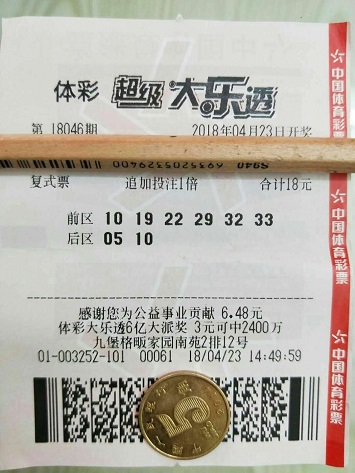 体彩 超级大乐透
第 18046期 2018年04月23日开奖
S940 6932205329400
复式票 追加投注1倍 合计18元
前区 10 19 22 29 32 33
后区 05 10
感谢您为公益事业贡献 6.48元
体彩大乐透6亿大派奖 3元可中2400万
九堡格畈家园南苑2排12号
01-003252-101 00061 18/04/23 14:49:59
中国体育彩票
中国体育彩票
中国体育彩票
5